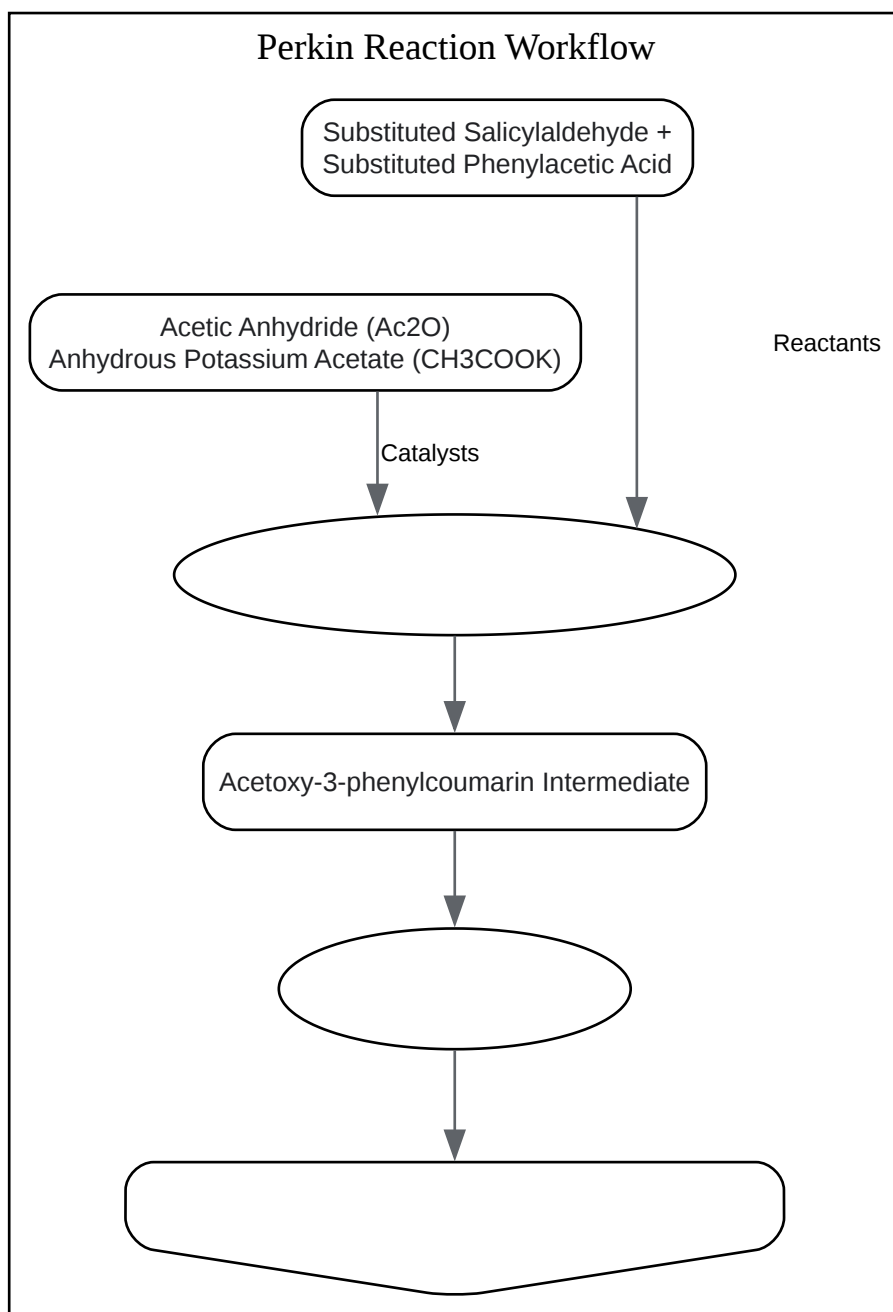 Perkin Reaction Workflow
Substituted Salicylaldehyde +
Substituted Phenylacetic Acid
Acetic Anhydride (Ac2O)
Anhydrous Potassium Acetate (CH3COOK)
Reactants
Catalysts
Acetoxy-3-phenylcoumarin Intermediate